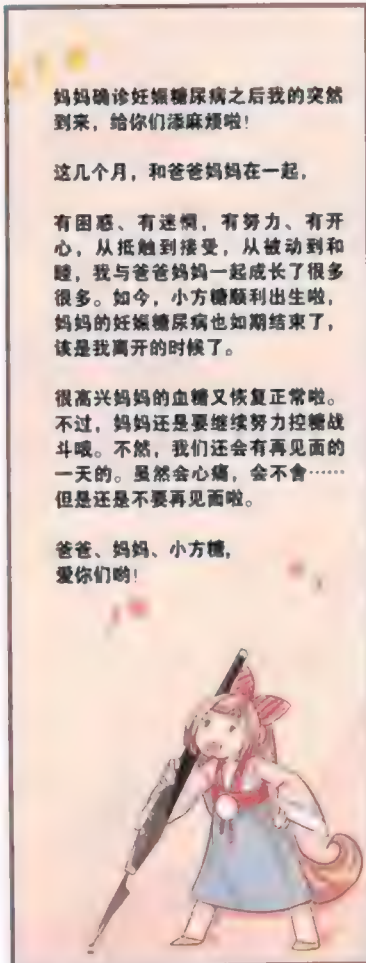 妈妈确诊妊娠糖尿病之后我的突然
到来，给你们添麻烦啦！
这几个月，和爸爸妈妈在一起，
有困惑、有迷惘，有努力、有开
心，从抵触到接受，从被动到和
睦，我与爸爸妈妈一起成长了很多
很多。如今，小方糖顺利出生啦，
妈妈的妊娠糖尿病也如期结束了，
该是我离开的时候了。
很高兴妈妈的血糖又恢复正常啦。
不过，妈妈还是要继续努力控糖战
斗哦。不然，我们还会有再见面的
一天的。虽然会心痛，会不舍……
但是还是不要再见面啦。
爸爸、妈妈、小方糖，
爱你们哟！